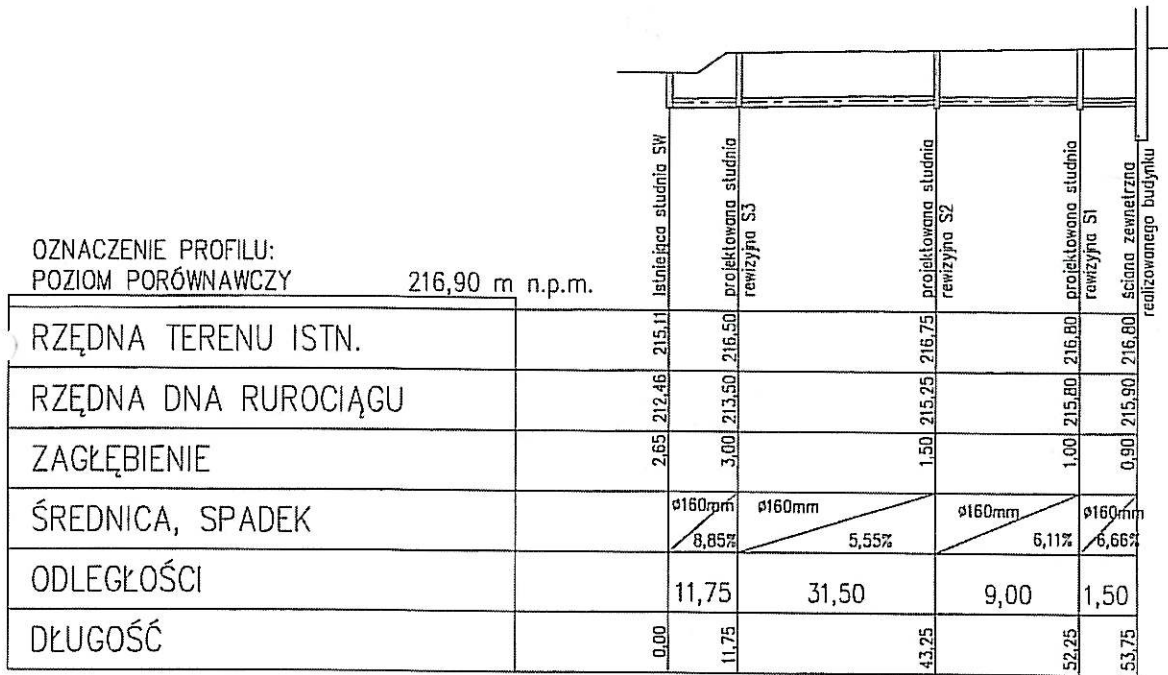 Istniejąca studnia SW
projektowana studnia
rewizyjna S3
projektowana studnia
rewizyjna S2
projektowana studnia
rawizyjna S1
ściana zewnetrzna
realizowanego budynku
OZNACZENIE PROFILU:
POZIOM PORÓWNAWCZY 216,90 m n.p.m.
RZĘDNA TERENU ISTN. 215,11 216,50 216,75 216,80 216,80
RZĘDNA DNA RUROCIĄGU 212,46 213,50 215,25 215,80 215,90
ZAGŁĘBIENIE 2,65 3,00 1,50 1,00 0,90
ŚREDNICA, SPADEK
ø160mm ø160mm ø160mm ø160mm
8,85% 5,55% 6,11% 6,66%
ODLEGŁOŚCI 11,75 31,50 9,00 1,50
DŁUGOŚĆ 0,00 11,75 43,25 52,25 53,75